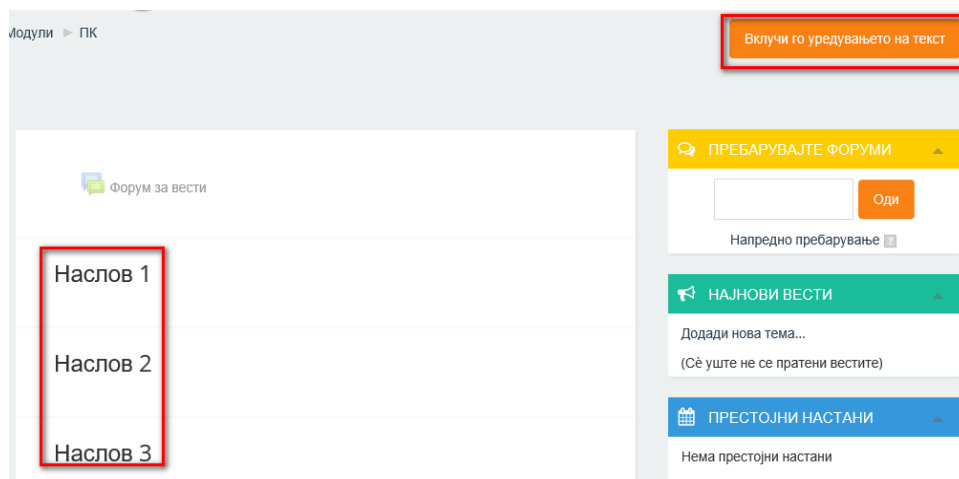 Модули ► ПК
Вклучи го уредувањето на текст
Форум за вести
Наслов 1
Наслов 2
Наслов 3
ПРЕБАРУВАЈТЕ ФОРУМИ
Оди
Напредно пребарување ?
НАЈНОВИ ВЕСТИ
Додади нова тема...
(Сè уште не се пратени вестите)
ПРЕСТОЈНИ НАСТАНИ
Нема престојни настани